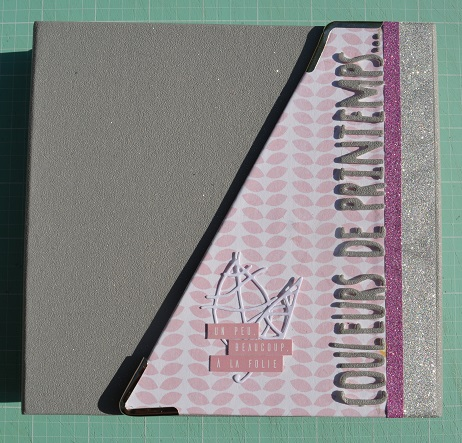 COULEURS DE PRINTEMPS...
UN PEU
BEAUCOUP,
À LA FOLIE